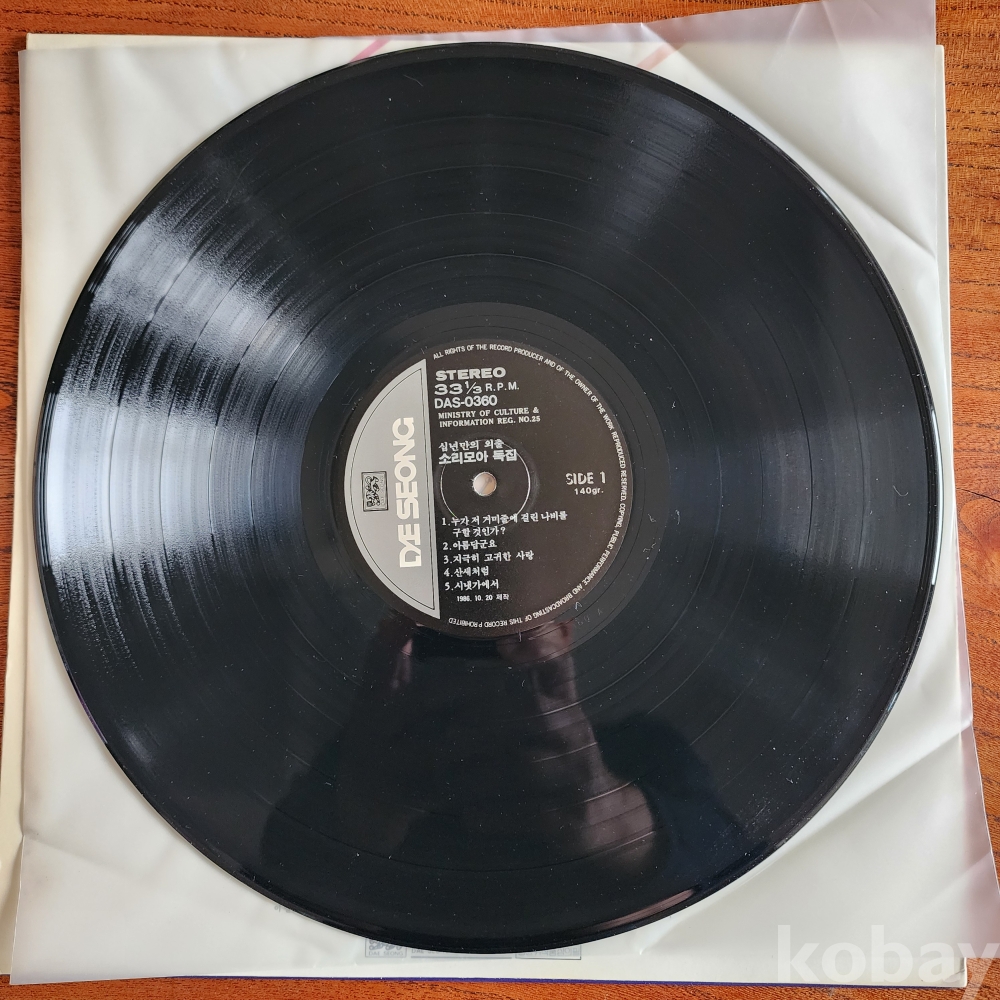 ALL RIGHTS OF THE RECORD PRODUCER AND OF THE OWNER OF THE WORK REPRODUCED RESERVED. COPYING, PUBLIC PERFORMANCE AND BROADCASTING OF THIS RECORD PROHIBITED
STEREO
33 1/3 R.P.M.
DAS-0360
MINISTRY OF CULTURE &
INFORMATION REG. NO.25
십년만의 외출
소리모아 독집
DAE SEONG
SIDE 1
140gr.
1.누가 저 거미줄에 걸린 나비를
구할것인가?
2.아름답군요
3.지극히 고귀한 사랑
4.산새처럼
5.시냇가에서
1986. 10. 20 제작
kobay